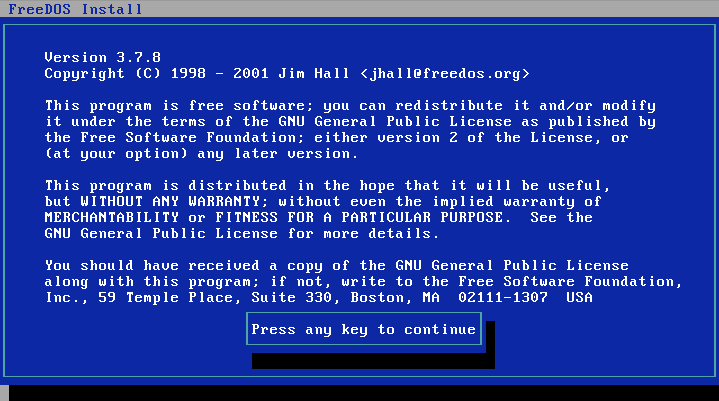 FreeDOS Install
Version 3.7.8
Copyright (C) 1998 - 2001 Jim Hall <jhall@freedos.org>
This program is free software; you can redistribute it and/or modify
it under the terms of the GNU General Public License as published by
the Free Software Foundation; either version 2 of the License, or
(at your option) any later version.
This program is distributed in the hope that it will be useful,
but WITHOUT ANY WARRANTY; without even the implied warranty of
MERCHANTABILITY or FITNESS FOR A PARTICULAR PURPOSE.  See the
GNU General Public License for more details.
You should have received a copy of the GNU General Public License
along with this program; if not, write to the Free Software Foundation,
Inc., 59 Temple Place, Suite 330, Boston, MA  02111-1307  USA
Press any key to continue